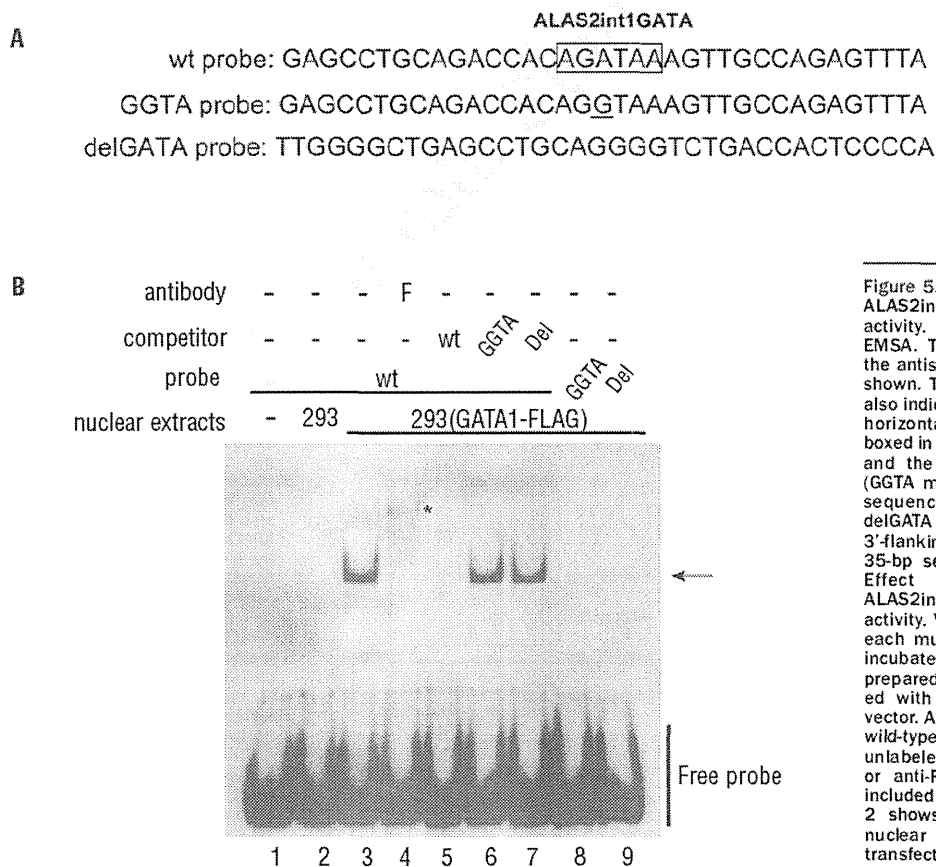 A
ALAS2int1GATA
wt probe: GAGCCTGCAGACCACAGATAAAGTTGCCAGAGTTTA
GGTA probe: GAGCCTGCAGACCACAGGTAAAGTTGCCAGAGTTTA
delGATA probe: TTGGGGCTGAGCCTGCAGGGGTCTGACCACTCCCCA
B
antibody - - - F - - - - -
competitor - - - - wt GGTA Del - -
probe wt GGTA Del
nuclear extracts - 293 293(GATA1-FLAG)
*
Free probe
1 2 3 4 5 6 7 8 9
Figure 5.
ALAS2in
activity.
EMSA. T
the antis
shown. T
also indic
horizonta
boxed in
and the
(GGTA m
sequenc
delGATA
3'-flankin
35-bp se
Effect
ALAS2in
activity. V
each mu
incubate
prepared
ed with
vector. A
wild-type
unlabele
or anti-F
included
2 shows
nuclear
transfect